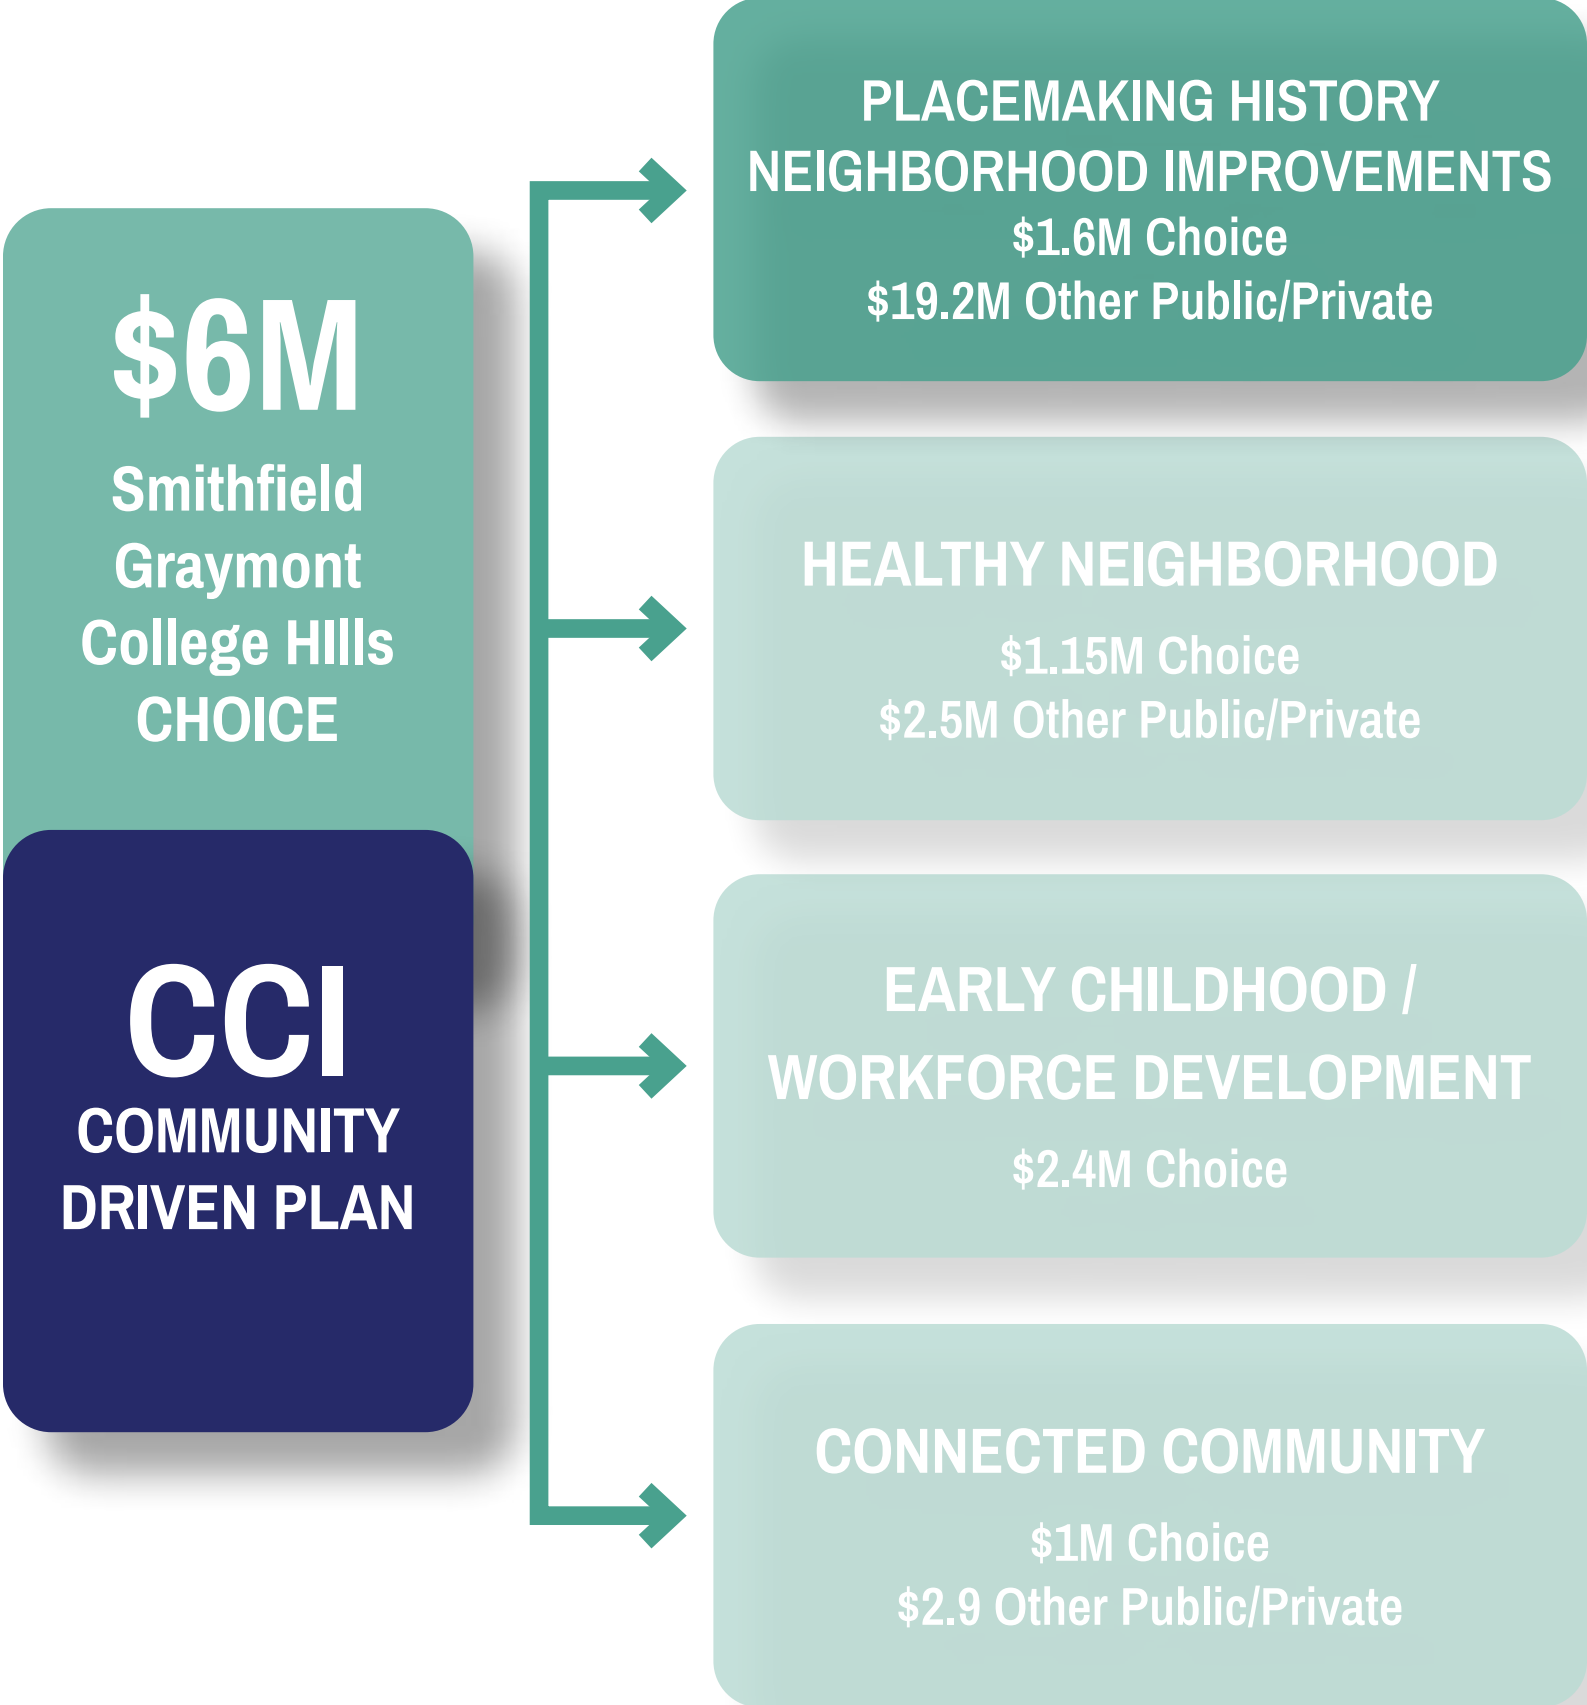 $6M
Smithfield
Graymont
College HIlls
CHOICE
CCI
COMMUNITY
DRIVEN PLAN
PLACEMAKING HISTORY
NEIGHBORHOOD IMPROVEMENTS
$1.6M Choice
$19.2M Other Public/Private
HEALTHY NEIGHBORHOOD
$1.15M Choice
$2.5M Other Public/Private
EARLY CHILDHOOD /
WORKFORCE DEVELOPMENT
$2.4M Choice
CONNECTED COMMUNITY
$1M Choice
$2.9 Other Public/Private